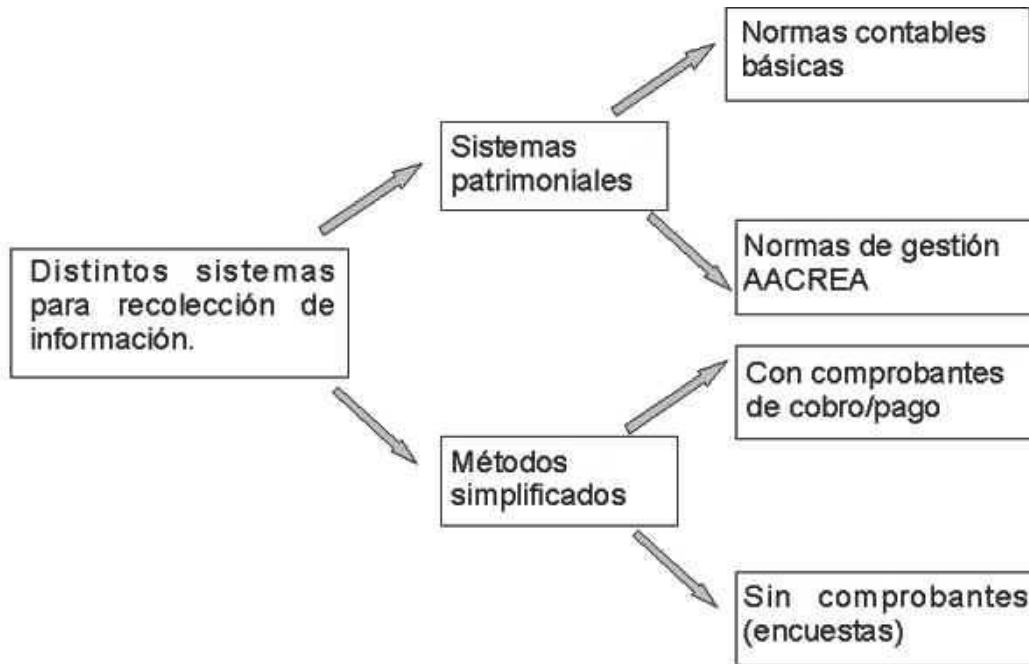 Normas contables
básicas
Sistemas
patrimoniales
Distintos sistemas
para recolección de
información.
Normas de gestión
AACREA
Con comprobantes
de cobro/pago
Métodos
simplificados
Sin comprobantes
(encuestas)